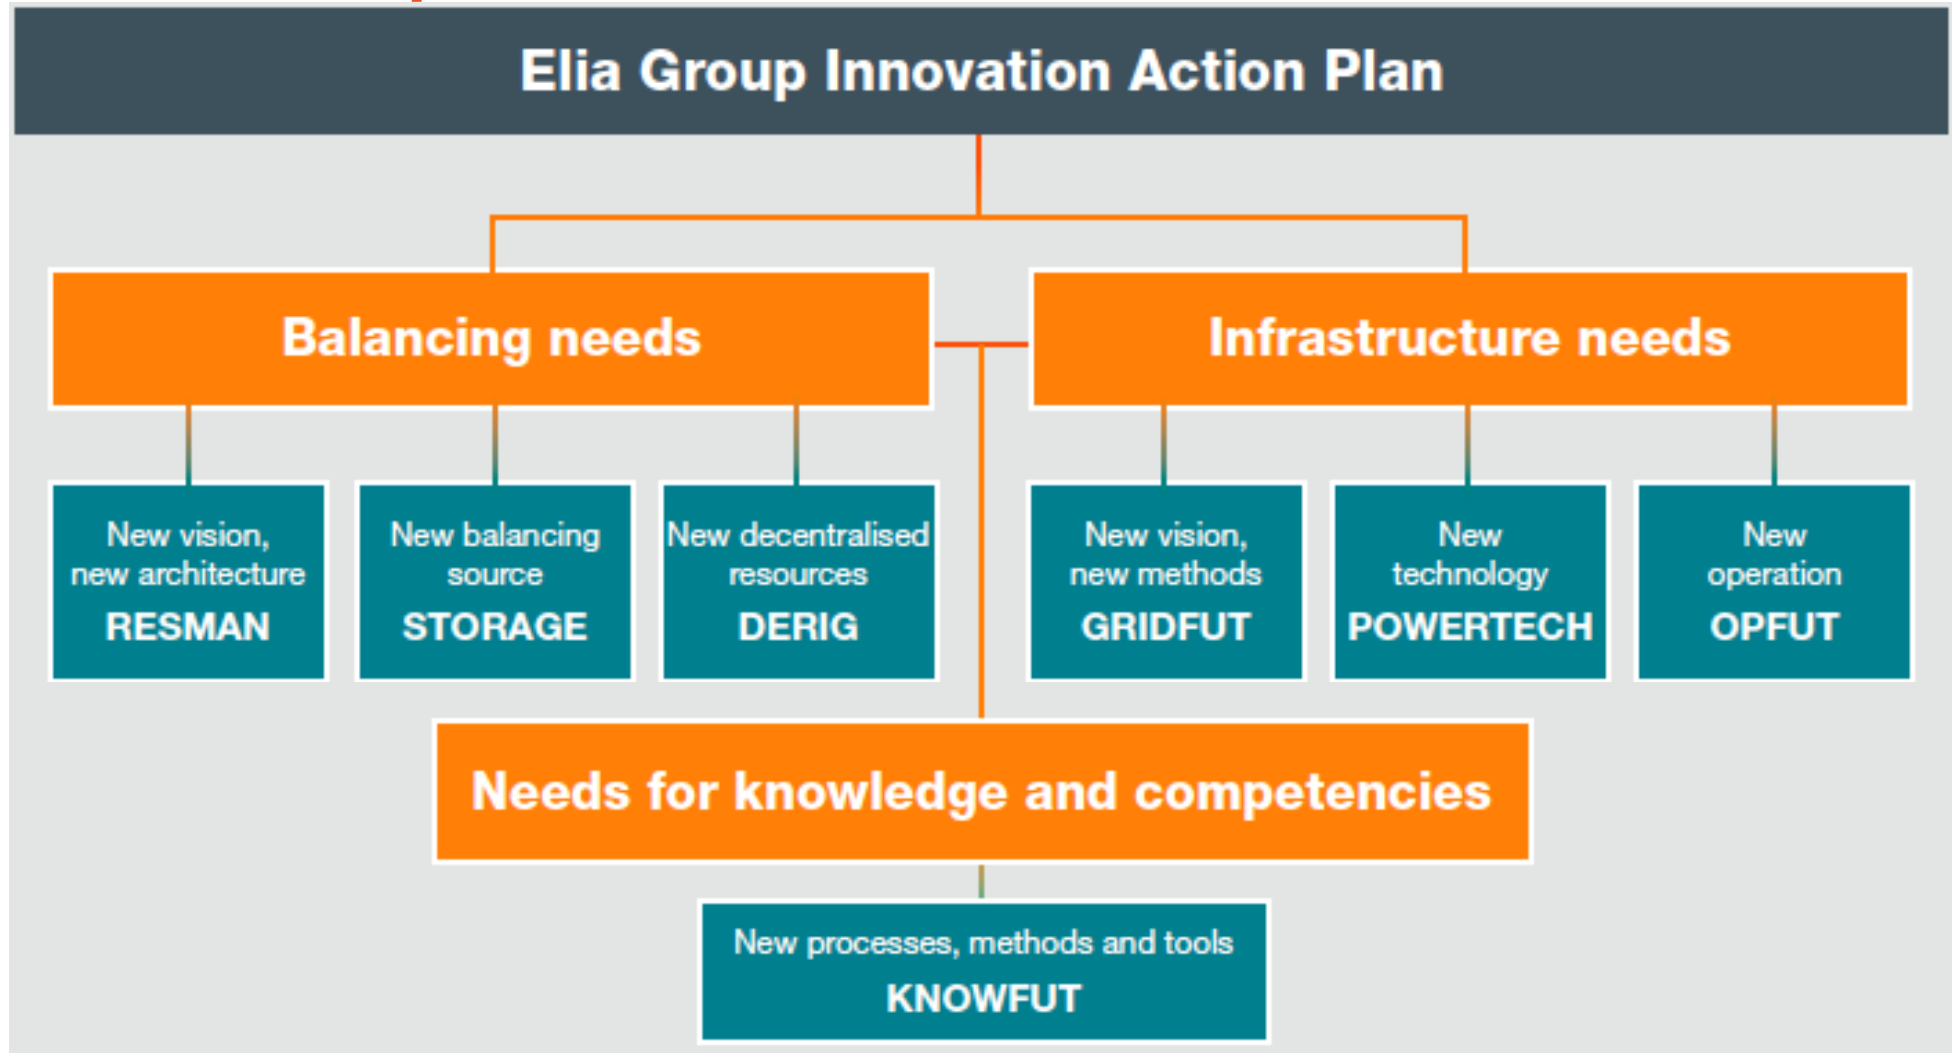 Elia Group Innovation Action Plan
Balancing needs
Infrastructure needs
New vision,
new architecture
RESMAN
New balancing
source
STORAGE
New decentralised
resources
DERIG
New vision,
new methods
GRIDFUT
New
technology
POWERTECH
New
operation
OPFUT
Needs for knowledge and competencies
New processes, methods and tools
KNOWFUT